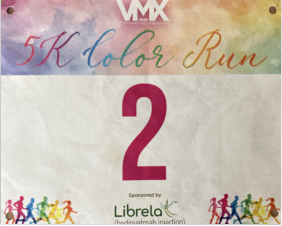 VMX
5K Color Run
2
Sponsored by
Librela
(bedinvetmab injection)